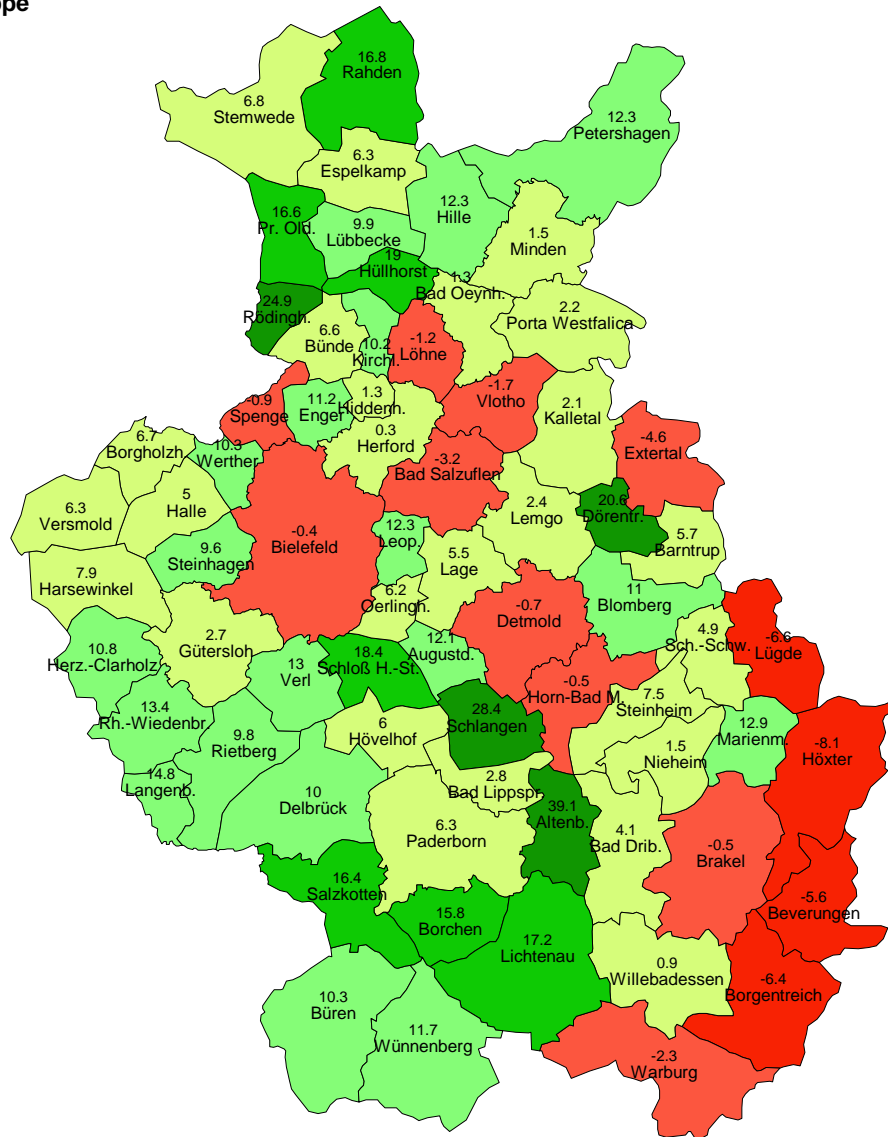 ppe
16.8
Rahden
6.8
Stemwede
12.3
Petershagen
6.3
Espelkamp
12.3
Hille
16.6
Pr. Old.
9.9
Lübbecke
1.5
Minden
19
Hüllhorst
1.3
Bad Oeynh.
24.9
Rödingh.
2.2
Porta Westfalica
6.6
Bünde
10.2
Kirchl.
-1.2
Löhne
-0.9
Spenge
11.2
Enger
1.3
Hiddenh.
-1.7
Vlotho
2.1
Kalletal
0.3
Herford
-4.6
Extertal
6.7
Borgholzh.
10.3
Werther
-3.2
Bad Salzuflen
6.3
Versmold
5
Halle
2.4
Lemgo
20.6
Dörentr.
-0.4
Bielefeld
12.3
Leop.
5.7
Barntrup
9.6
Steinhagen
5.5
Lage
7.9
Harsewinkel
6.2
Oerlingh.
-0.7
Detmold
11
Blomberg
10.8
Herz.-Clarholz
2.7
Gütersloh
12.1
Augustd.
4.9
Sch.-Schw.
-6.6
Lügde
13
Verl
18.4
Schloß H.-St.
-0.5
Horn-Bad M.
7.5
Steinheim
13.4
Rh.-Wiedenbr.
28.4
Schlangen
12.9
Marienm.
9.8
Rietberg
6
Hövelhof
1.5
Nieheim
-8.1
Höxter
14.8
Langenb.
10
Delbrück
2.8
Bad Lippspr.
39.1
Altenb.
6.3
Paderborn
4.1
Bad Drib.
-0.5
Brakel
16.4
Salzkotten
-5.6
Beverungen
15.8
Borchen
17.2
Lichtenau
0.9
Willebadessen
-6.4
Borgentreich
10.3
Büren
11.7
Wünnenberg
-2.3
Warburg